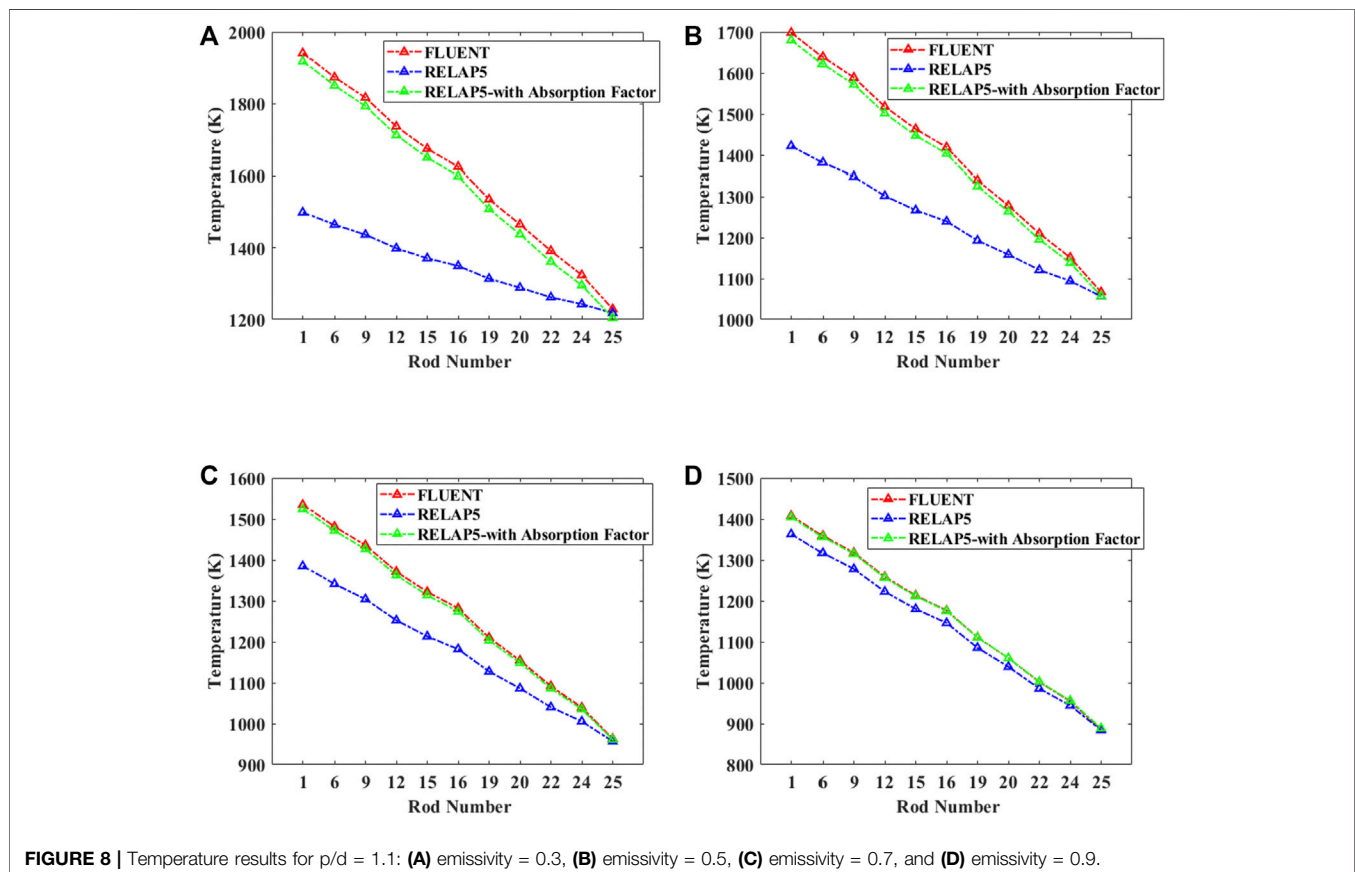 A
2000
1800
1600
1400
1200
Temperature (K)
FLUENT
RELAP5
RELAP5-with Absorption Factor
1 6 9 12 15 16 19 20 22 24 25
Rod Number
B
1700
1600
1500
1400
1300
1200
1100
1000
Temperature (K)
FLUENT
RELAP5
RELAP5-with Absorption Factor
1 6 9 12 15 16 19 20 22 24 25
Rod Number
C
1600
1500
1400
1300
1200
1100
1000
900
Temperature (K)
FLUENT
RELAP5
RELAP5-with Absorption Factor
1 6 9 12 15 16 19 20 22 24 25
Rod Number
D
1500
1400
1300
1200
1100
1000
900
800
Temperature (K)
FLUENT
RELAP5
RELAP5-with Absorption Factor
1 6 9 12 15 16 19 20 22 24 25
Rod Number
FIGURE 8 | Temperature results for p/d = 1.1: (A) emissivity = 0.3, (B) emissivity = 0.5, (C) emissivity = 0.7, and (D) emissivity = 0.9.